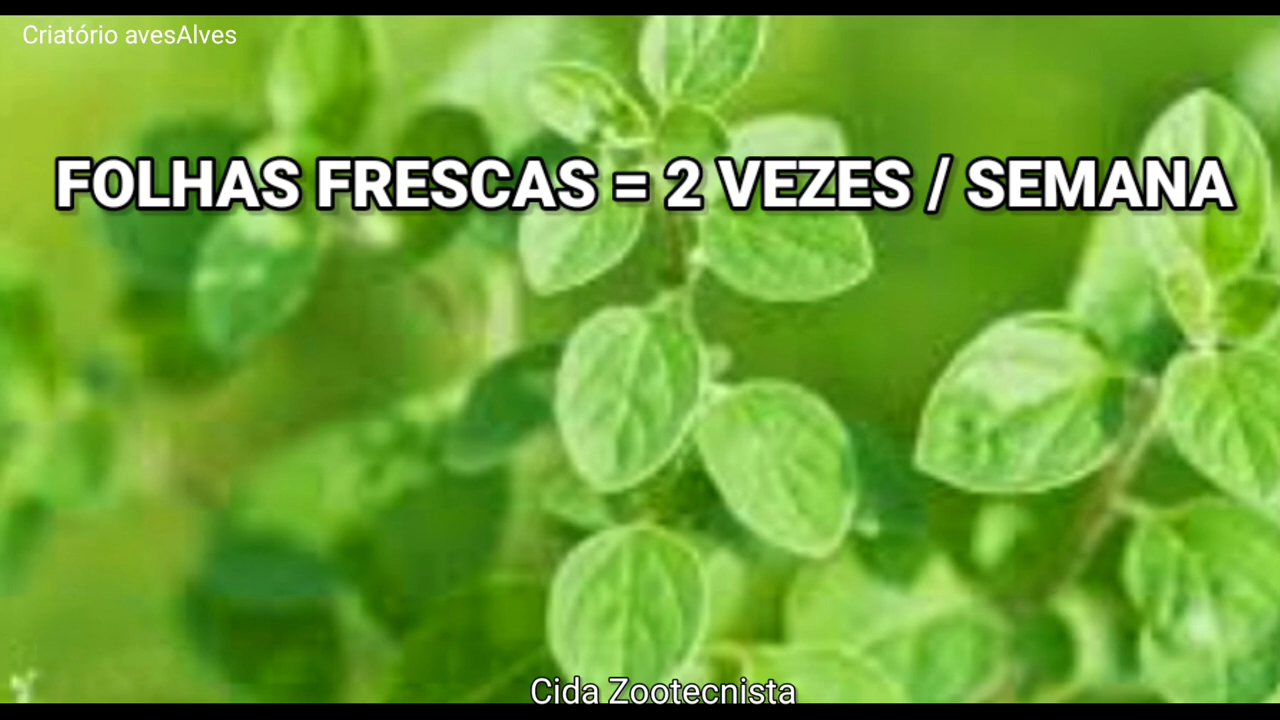 Criatório avesAlves
FOLHAS FRESCAS = 2 VEZES / SEMANA
Cida Zootecnista